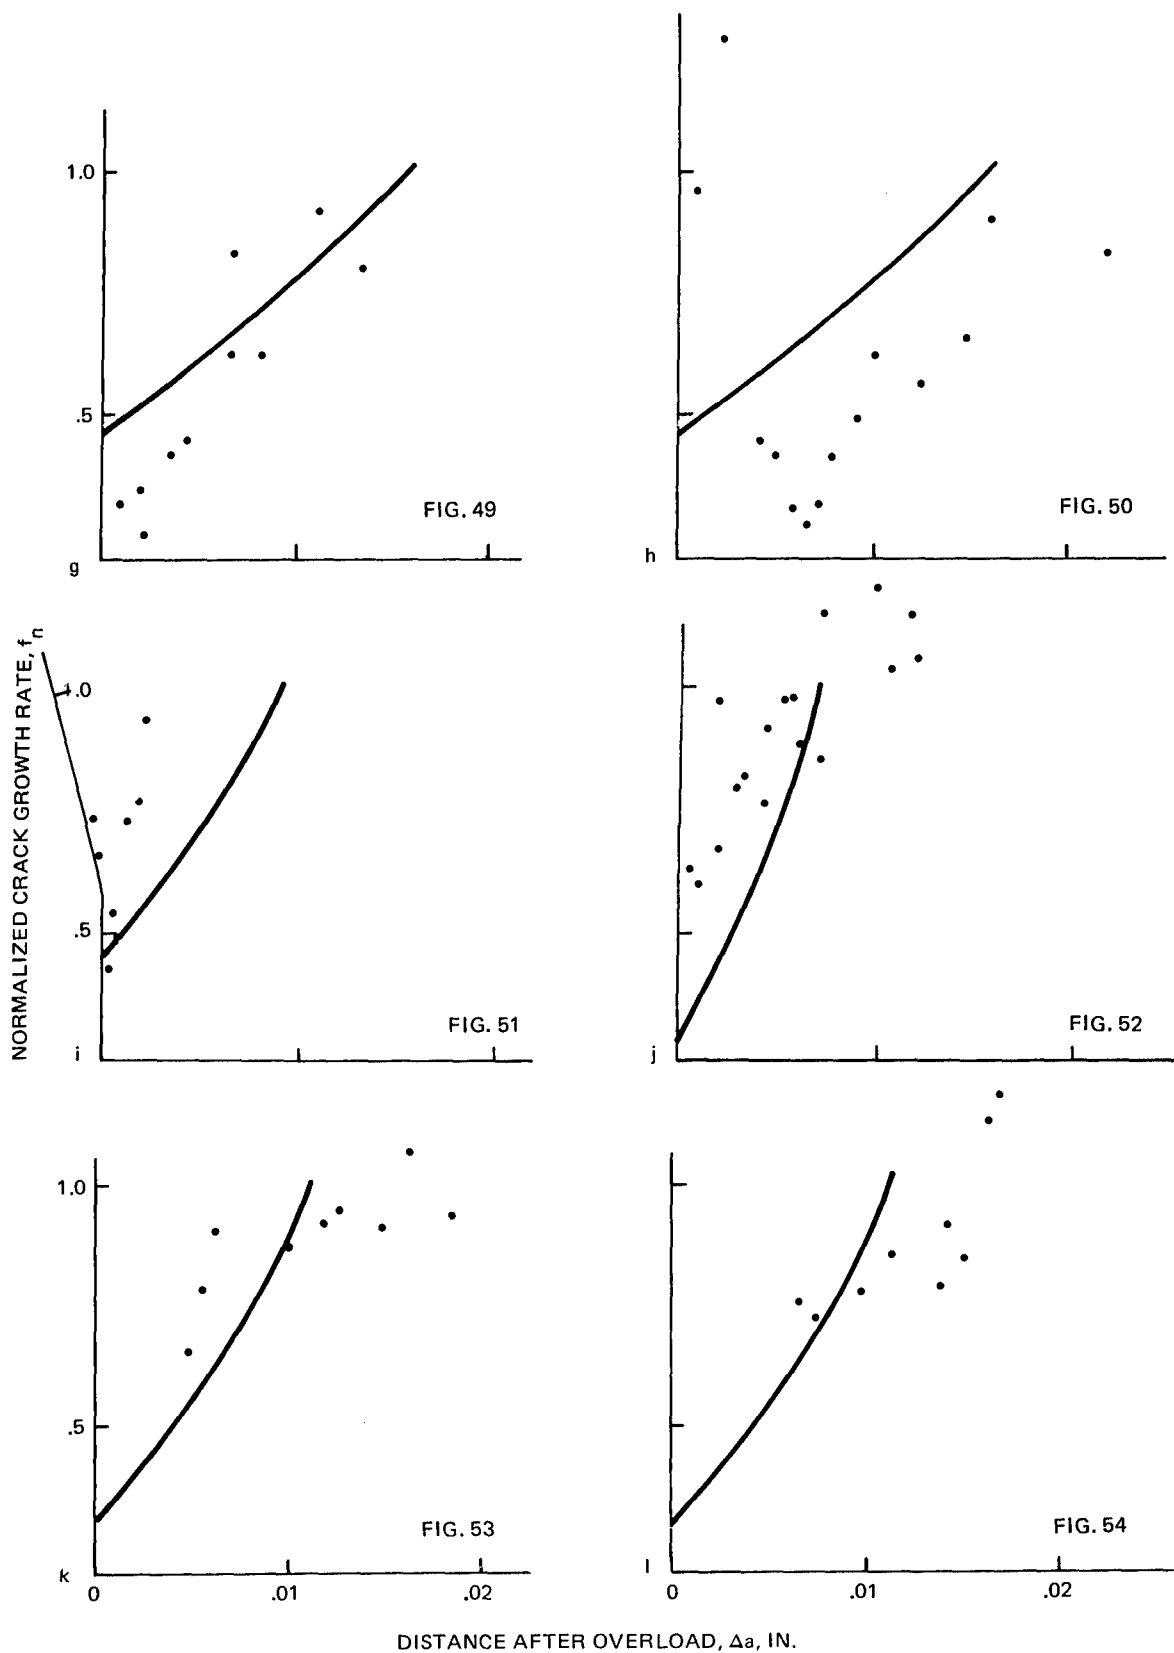 1.0
.5
FIG. 49
g
FIG. 50
h
NORMALIZED CRACK GROWTH RATE, fn
1.0
.5
FIG. 51
i
FIG. 52
j
1.0
.5
FIG. 53
k
0
.01
.02
FIG. 54
l
0
.01
.02
DISTANCE AFTER OVERLOAD, Δa, IN.